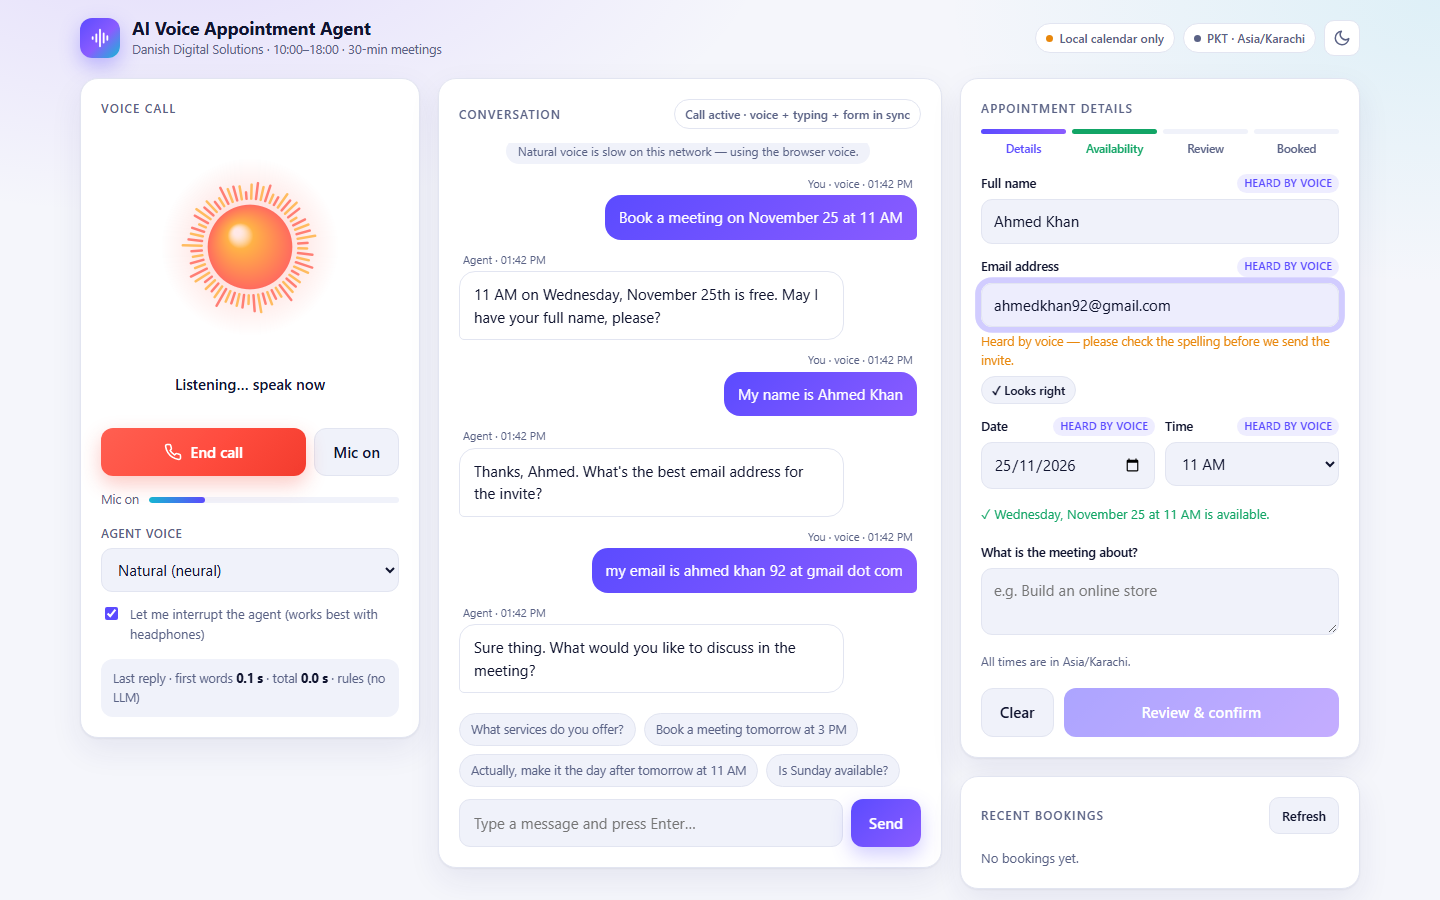 AI Voice Appointment Agent
Danish Digital Solutions · 10:00–18:00 · 30-min meetings
Local calendar only
PKT · Asia/Karachi
VOICE CALL
Listening... speak now
End call
Mic on
Mic on
AGENT VOICE
Natural (neural)
Let me interrupt the agent (works best with
headphones)
Last reply · first words 0.1 s · total 0.0 s · rules (no
LLM)
CONVERSATION
Call active · voice + typing + form in sync
Natural voice is slow on this network — using the browser voice.
You · voice · 01:42 PM
Book a meeting on November 25 at 11 AM
Agent · 01:42 PM
11 AM on Wednesday, November 25th is free. May I
have your full name, please?
You · voice · 01:42 PM
My name is Ahmed Khan
Agent · 01:42 PM
Thanks, Ahmed. What's the best email address for
the invite?
You · voice · 01:42 PM
my email is ahmed khan 92 at gmail dot com
Agent · 01:42 PM
Sure thing. What would you like to discuss in the
meeting?
What services do you offer?
Book a meeting tomorrow at 3 PM
Actually, make it the day after tomorrow at 11 AM
Is Sunday available?
Type a message and press Enter...
Send
APPOINTMENT DETAILS
Details
Availability
Review
Booked
Full name
HEARD BY VOICE
Ahmed Khan
Email address
HEARD BY VOICE
ahmedkhan92@gmail.com
Heard by voice — please check the spelling before we send the
invite.
✓ Looks right
Date
HEARD BY VOICE
Time
HEARD BY VOICE
25/11/2026
11 AM
✓ Wednesday, November 25 at 11 AM is available.
What is the meeting about?
e.g. Build an online store
All times are in Asia/Karachi.
Clear
Review & confirm
RECENT BOOKINGS
Refresh
No bookings yet.